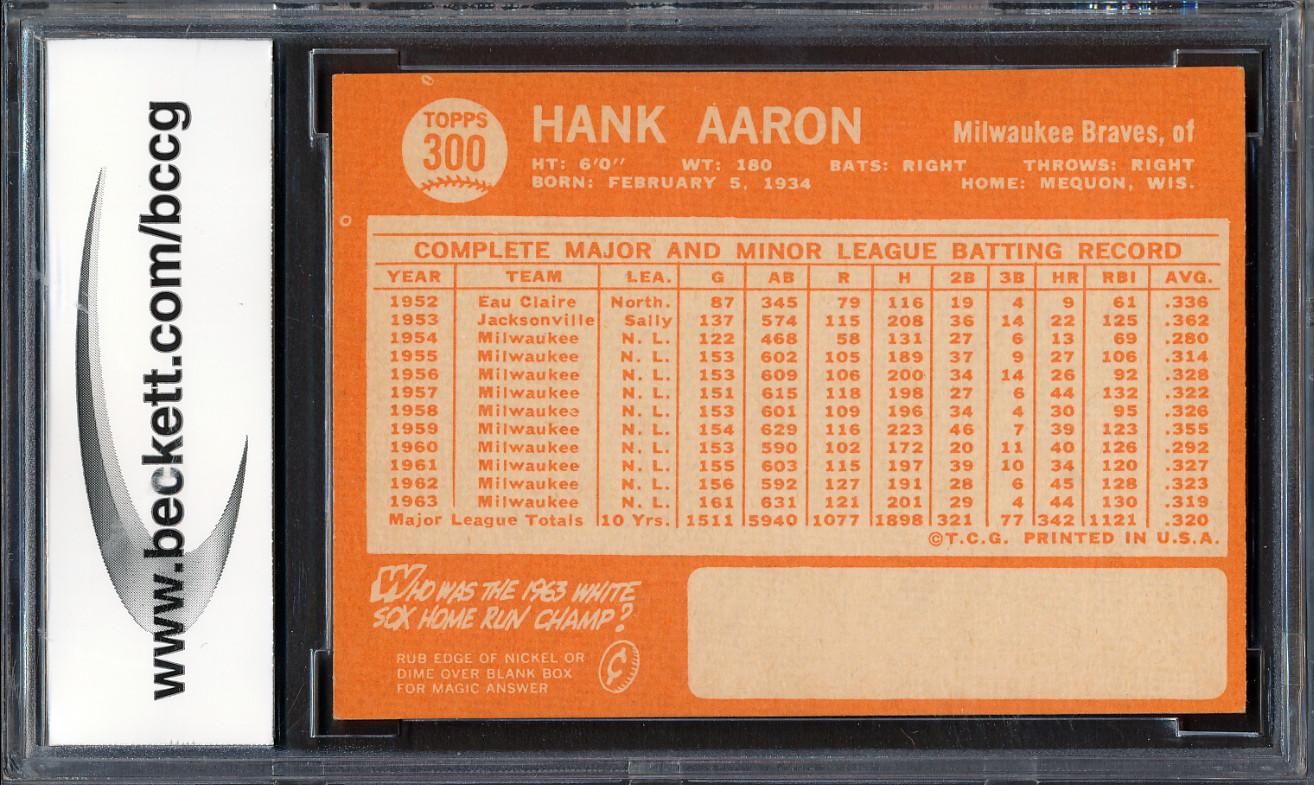 www.beckett.com/bccg
TOPPS
300
HANK AARON
Milwaukee Braves, of
HT: 6'0" WT: 180 BATS: RIGHT THROWS: RIGHT
BORN: FEBRUARY 5, 1934 HOME: MEQUON, WIS.
COMPLETE MAJOR AND MINOR LEAGUE BATTING RECORD
YEAR TEAM LEA. G AB R H 2B 3B HR RBI AVG.
1952 Eau Claire North. 87 345 79 116 19 4 9 61 .336
1953 Jacksonville Sally 137 574 115 208 36 14 22 125 .362
1954 Milwaukee N. L. 122 468 58 131 27 6 13 69 .280
1955 Milwaukee N. L. 153 602 105 189 37 9 27 106 .314
1956 Milwaukee N. L. 153 609 106 200 34 14 26 92 .328
1957 Milwaukee N. L. 151 615 118 198 27 6 44 132 .322
1958 Milwaukee N. L. 153 601 109 196 34 4 30 95 .326
1959 Milwaukee N. L. 154 629 116 223 46 7 39 123 .355
1960 Milwaukee N. L. 153 590 102 172 20 11 40 126 .292
1961 Milwaukee N. L. 155 603 115 197 39 10 34 120 .327
1962 Milwaukee N. L. 156 592 127 191 28 6 45 128 .323
1963 Milwaukee N. L. 161 631 121 201 29 4 44 130 .319
Major League Totals 10 Yrs. 1511 5940 1077 1898 321 77 342 1121 .320
©T.C.G. PRINTED IN U.S.A.
WHO WAS THE 1963 WHITE
SOX HOME RUN CHAMP?
RUB EDGE OF NICKEL OR
DIME OVER BLANK BOX
FOR MAGIC ANSWER
¢